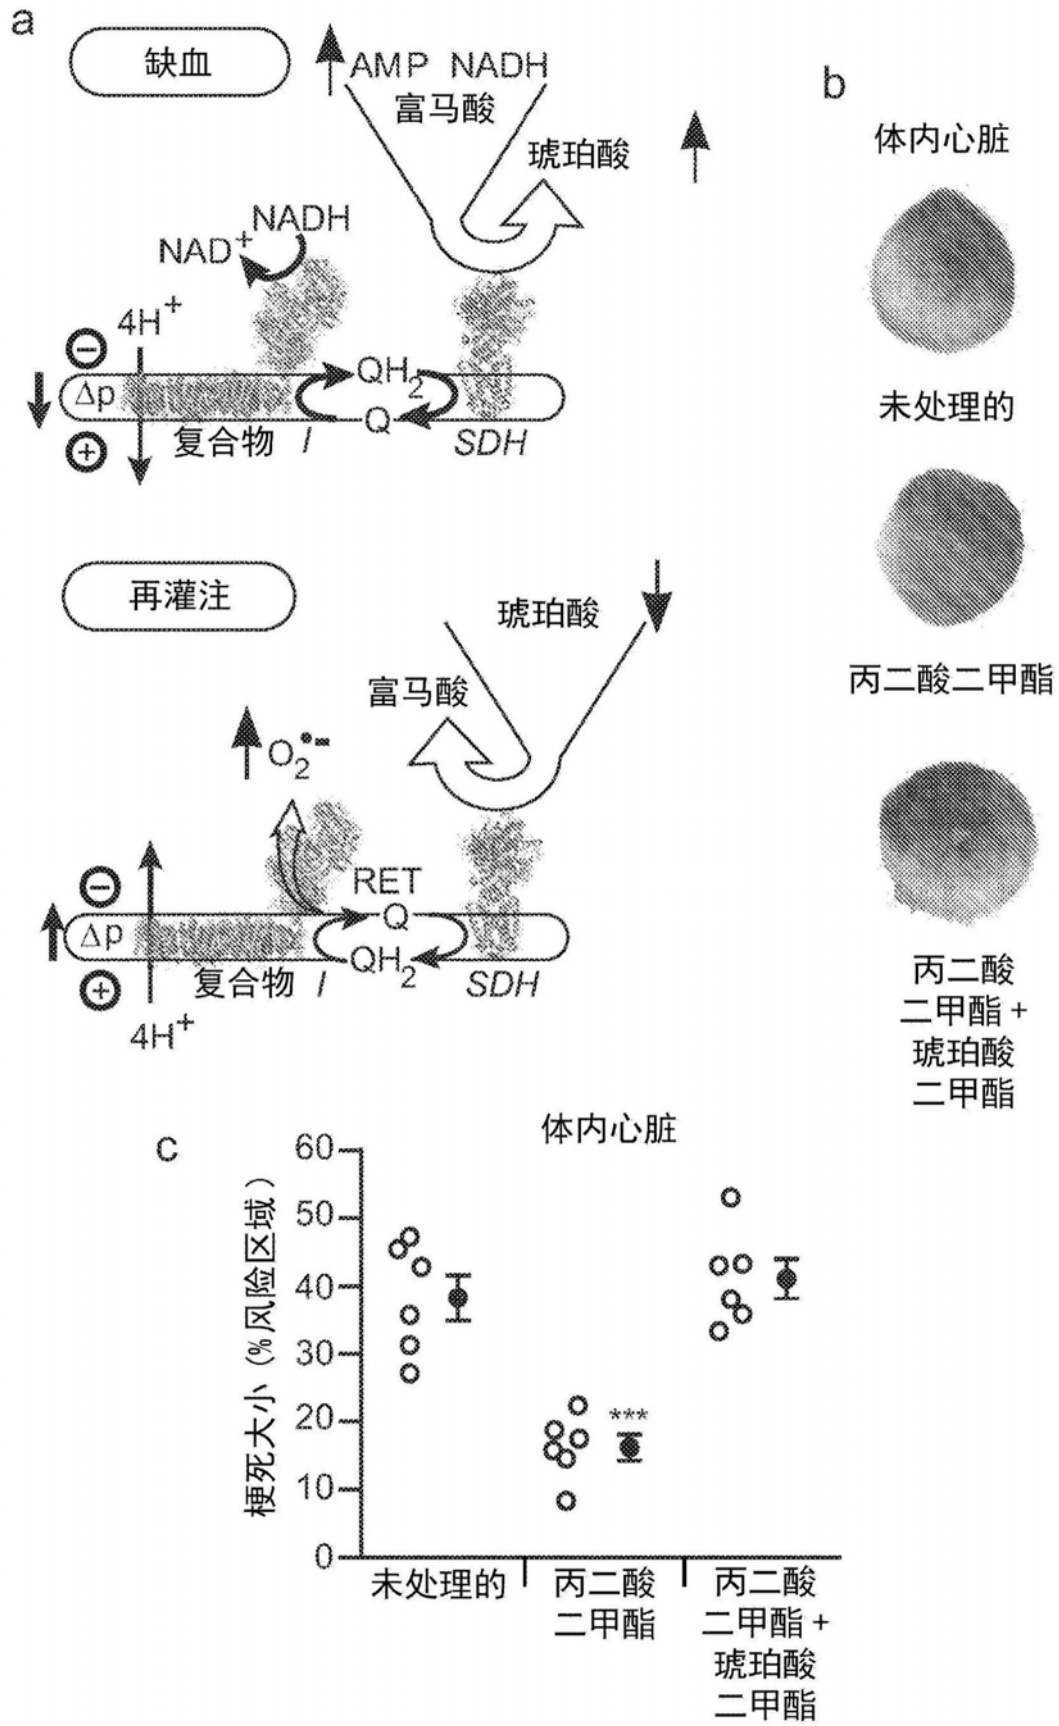 a
缺血
AMP NADH
富马酸
琥珀酸
NADH
NAD+
4H+
−
Δp
QH2
Q
+
复合物 I
SDH
再灌注
琥珀酸
富马酸
O2•−
RET
−
Δp
Q
QH2
+
复合物 I
SDH
4H+
b
体内心脏
未处理的
丙二酸二甲酯
丙二酸
二甲酯 +
琥珀酸
二甲酯
c
体内心脏
梗死大小 (%风险区域)
60
50
40
30
20
10
0
***
未处理的
丙二酸
二甲酯
丙二酸
二甲酯 +
琥珀酸
二甲酯